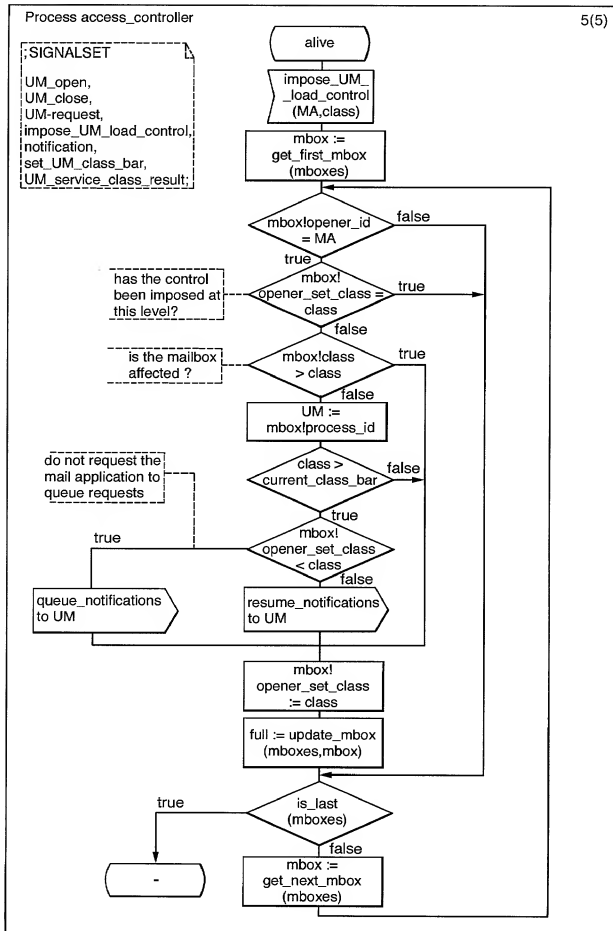 Process access_controller
5(5)
;SIGNALSET
UM_open,
UM_close,
UM-request,
impose_UM_load_control,
notification,
set_UM_class_bar,
UM_service_class_result;
alive
impose_UM_
_load_control
(MA,class)
mbox :=
get_first_mbox
(mboxes)
mbox!opener_id
= MA
false
true
has the control
been imposed at
this level?
mbox!
opener_set_class =
class
true
false
is the mailbox
affected ?
mbox!class
> class
true
false
UM :=
mbox!process_id
do not request the
mail application to
queue requests
class >
current_class_bar
false
true
mbox!
opener_set_class
< class
true
false
queue_notifications
to UM
resume_notifications
to UM
mbox!
opener_set_class
:= class
full := update_mbox
(mboxes,mbox)
is_last
(mboxes)
true
false
-
mbox :=
get_next_mbox
(mboxes)